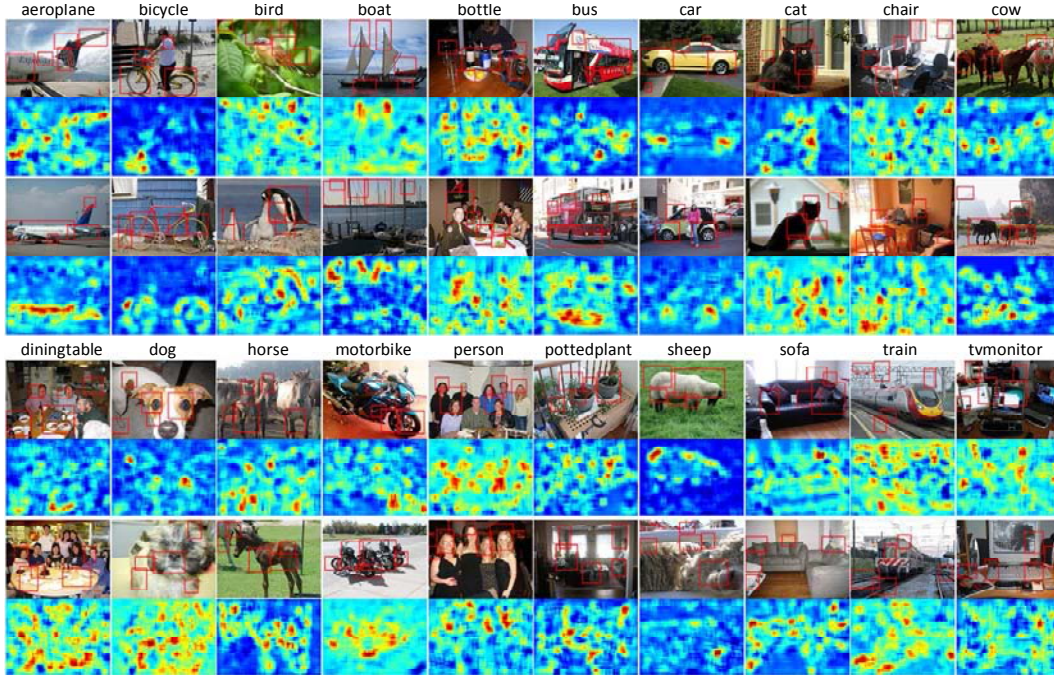 aeroplane bicycle bird boat bottle bus car cat chair cow
diningtable dog horse motorbike person pottedplant sheep sofa train tvmonitor